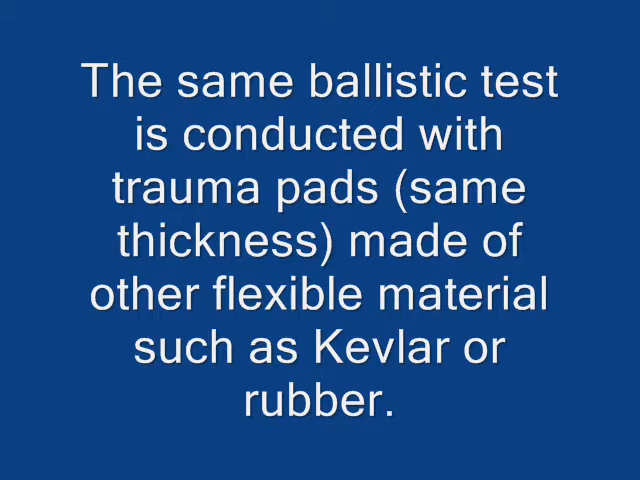 The same ballistic test
is conducted with
trauma pads (same
thickness) made of
other flexible material
such as Kevlar or
rubber.